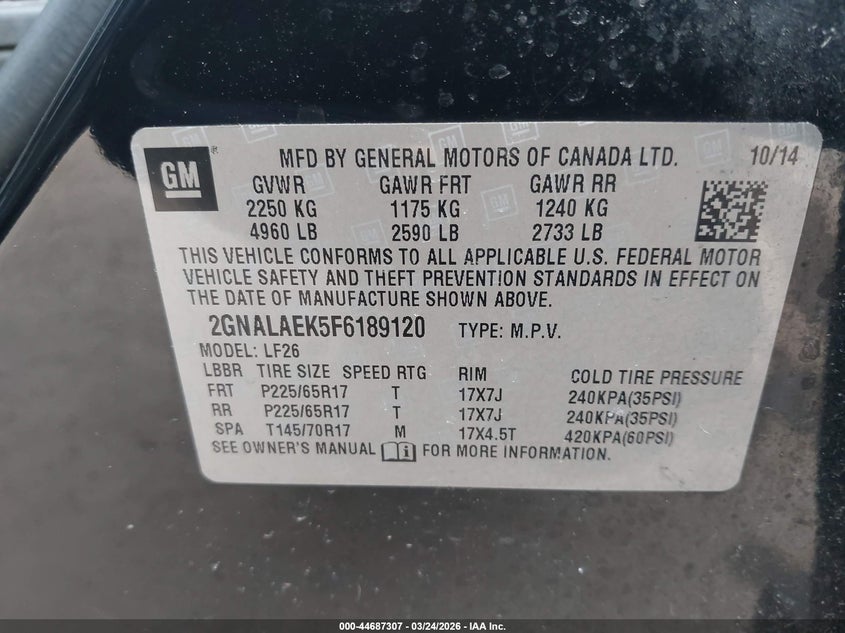 GM ® MFD BY GENERAL MOTORS OF CANADA LTD. 10/14
GVWR GAWR FRT GAWR RR
2250 KG 1175 KG 1240 KG
4960 LB 2590 LB 2733 LB
THIS VEHICLE CONFORMS TO ALL APPLICABLE U.S. FEDERAL MOTOR
VEHICLE SAFETY AND THEFT PREVENTION STANDARDS IN EFFECT ON
THE DATE OF MANUFACTURE SHOWN ABOVE.
2GNALAEK5F6189120 TYPE: M.P.V.
MODEL: LF26
LBBR TIRE SIZE SPEED RTG RIM COLD TIRE PRESSURE
FRT P225/65R17 T 17X7J 240KPA(35PSI)
RR P225/65R17 T 17X7J 240KPA(35PSI)
SPA T145/70R17 M 17X4.5T 420KPA(60PSI)
SEE OWNER'S MANUAL i FOR MORE INFORMATION.
000-44687307 - 03/24/2026 - IAA Inc.